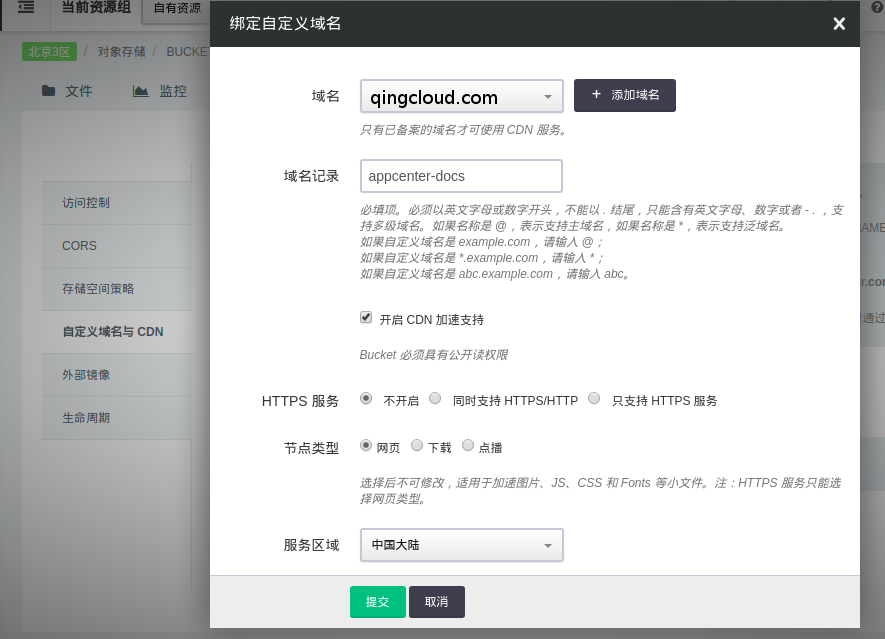 当前资源组
自有资源
?
北京3区 / 对象存储 / BUCKE
文件
监控
访问控制
CORS
存储空间策略
自定义域名与 CDN
外部镜像
生命周期
绑定自定义域名
域名
qingcloud.com
+ 添加域名
只有已备案的域名才可使用 CDN 服务。
域名记录
appcenter-docs
必填项。必须以英文字母或数字开头，不能以 . 结尾，只能含有英文字母、数字或者 - . ，支
持多级域名。如果名称是 @，表示支持主域名，如果名称是 *，表示支持泛域名。
如果自定义域名是 example.com，请输入 @；
如果自定义域名是 *.example.com，请输入 *；
如果自定义域名是 abc.example.com，请输入 abc。
开启 CDN 加速支持
Bucket 必须具有公开读权限
HTTPS 服务
不开启
同时支持 HTTPS/HTTP
只支持 HTTPS 服务
节点类型
网页
下载
点播
选择后不可修改，适用于加速图片、JS、CSS 和 Fonts 等小文件。注：HTTPS 服务只能选
择网页类型。
服务区域
中国大陆
提交
取消
AME
r.com
通过